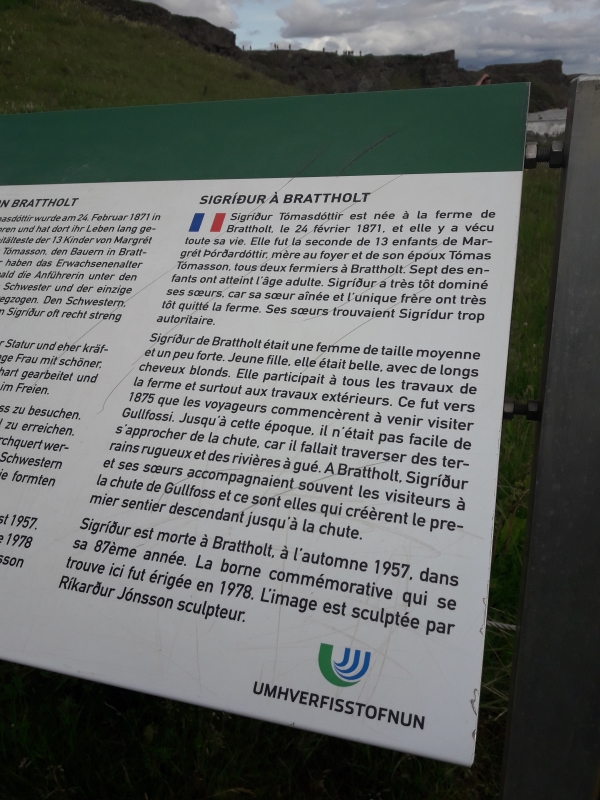 ON BRATTHOLT
wurde am 24. Februar 1871 in
und hat dort ihr Leben lang ge-
der 13 Kinder von Margrét
Tómasson, den Bauern in Bratt-
haben das Erwachsenenalter
die Anführerin unter den
Schwester und der einzige
Den Schwestern
Sigríður oft recht streng
Statur und eher kräf-
Frau mit schöner,
hart gearbeitet und
im Freien.
zu besuchen.
zu erreichen.
wer-
Schwestern
formten
1957.
1978
SIGRÍÐUR À BRATTHOLT
Sigríður Tómasdóttir est née à la ferme de
Brattholt, le 24 février 1871, et elle y a vécu
toute sa vie. Elle fut la seconde de 13 enfants de Mar-
grét Þórðardóttir, mère au foyer et de son époux Tómas
Tómasson, tous deux fermiers à Brattholt. Sept des en-
fants ont atteint l'âge adulte. Sigríður a très tôt dominé
ses sœurs, car sa sœur aînée et l'unique frère ont très
tôt quitté la ferme. Ses sœurs trouvaient Sigrídur trop
autoritaire.
Sigríður de Brattholt était une femme de taille moyenne
et un peu forte. Jeune fille, elle était belle, avec de longs
cheveux blonds. Elle participait à tous les travaux de
la ferme et surtout aux travaux extérieurs. Ce fut vers
1875 que les voyageurs commencèrent à venir visiter
Gullfossi. Jusqu'à cette époque, il n'était pas facile de
s'approcher de la chute, car il fallait traverser des ter-
rains rugueux et des rivières à gué. A Brattholt, Sigríður
et ses sœurs accompagnaient souvent les visiteurs à
la chute de Gullfoss et ce sont elles qui créèrent le pre-
mier sentier descendant jusqu'à la chute.
Sigríður est morte à Brattholt, à l'automne 1957, dans
sa 87ème année. La borne commémorative qui se
trouve ici fut érigée en 1978. L'image est sculptée par
Ríkarður Jónsson sculpteur.
UMHVERFISSTOFNUN